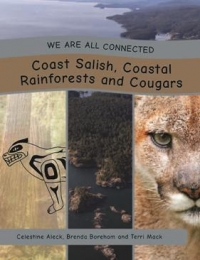 WE ARE ALL CONNECTED
Coast Salish, Coastal
Rainforests and Cougars
Celestine Aleck, Brenda Boreham and Terri Mack